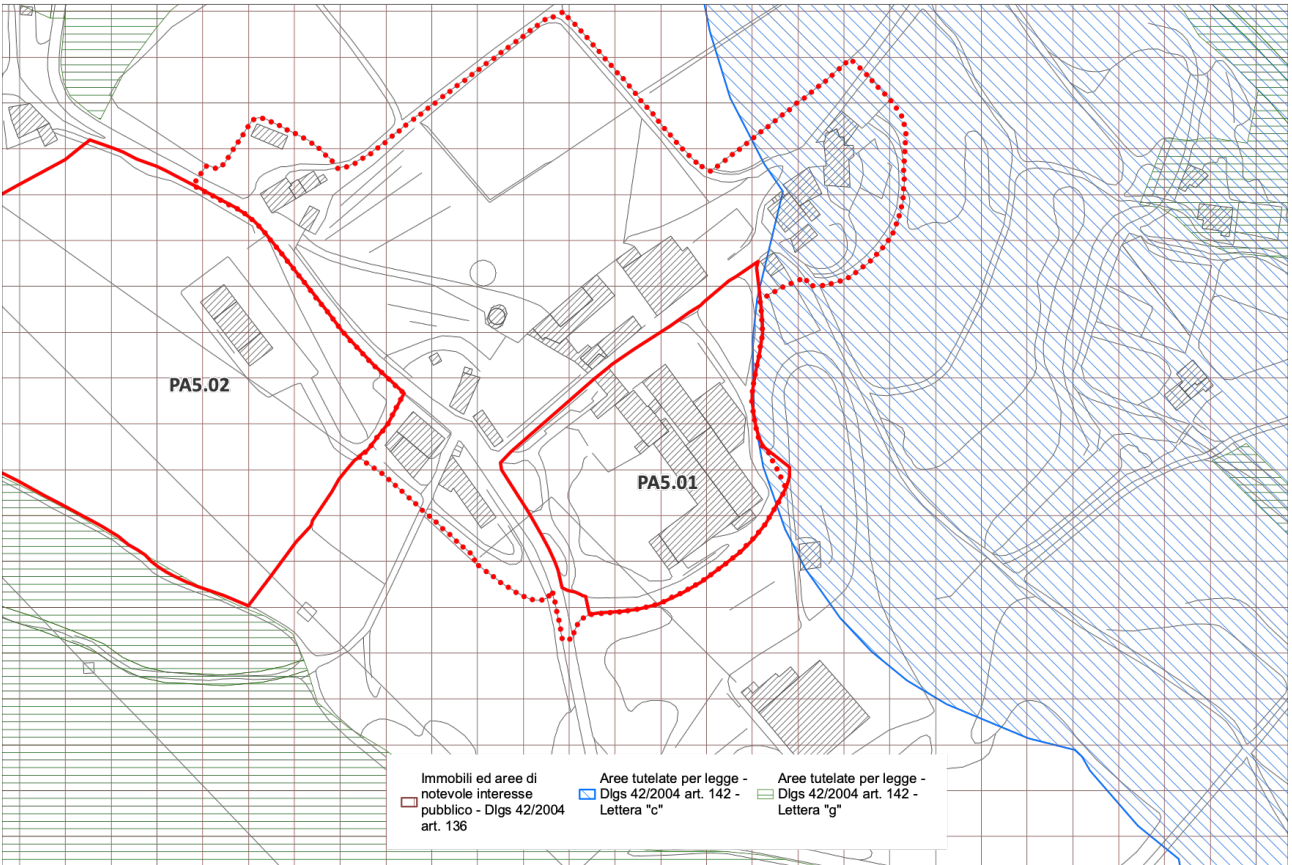 PA5.02
PA5.01
Immobili ed aree di
notevole interesse
pubblico - Dlgs 42/2004
art. 136
Aree tutelate per legge -
Dlgs 42/2004 art. 142 -
Lettera "c"
Aree tutelate per legge -
Dlgs 42/2004 art. 142 -
Lettera "g"